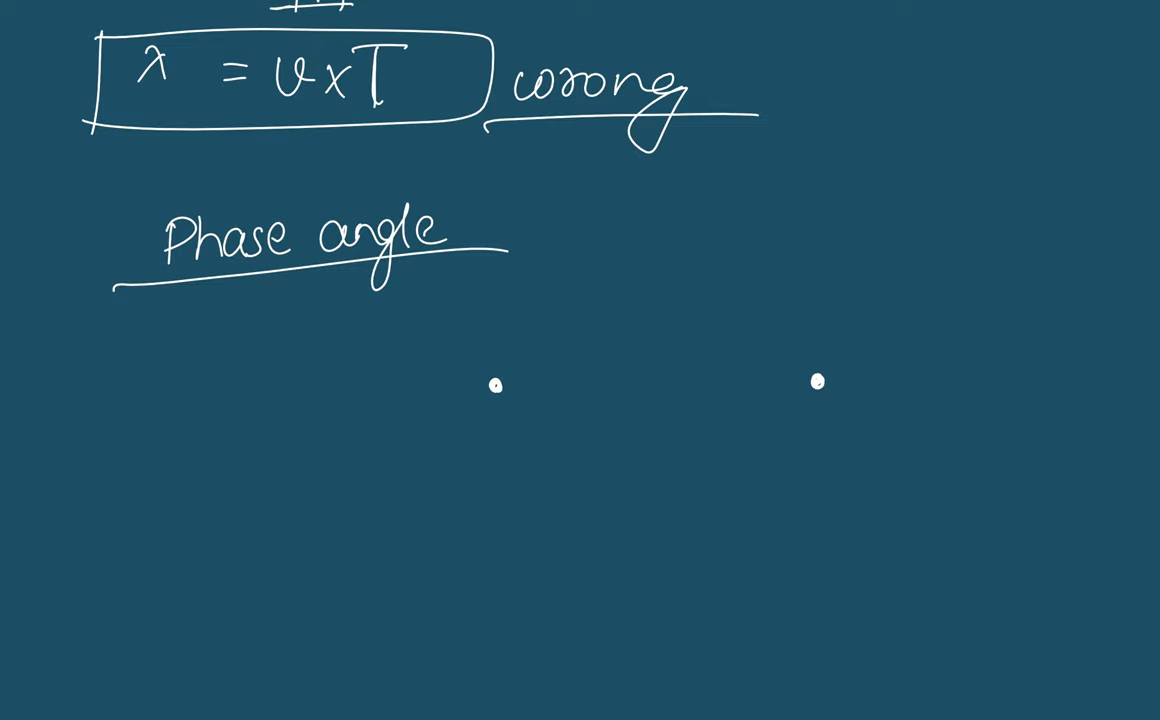 λ = v x T wrong
Phase angle